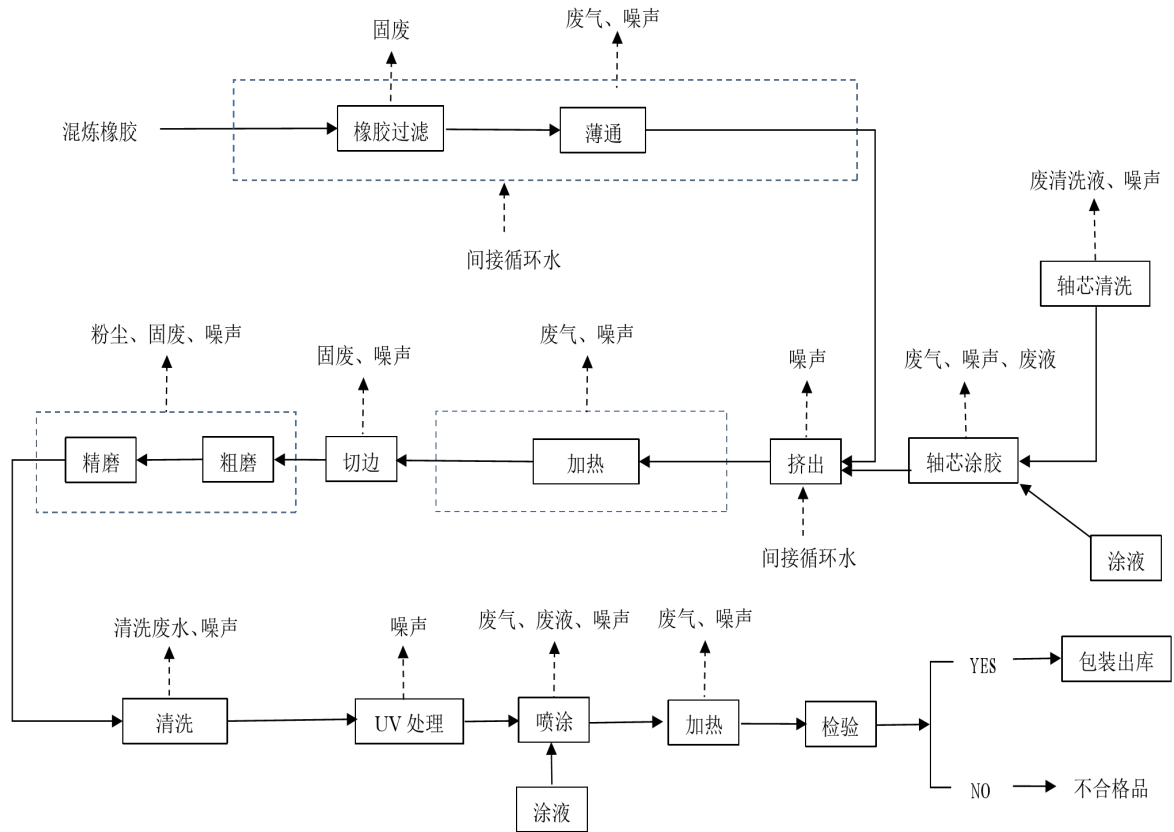 固废
废气、噪声
混炼橡胶
橡胶过滤
薄通
间接循环水
废清洗液、噪声
轴芯清洗
粉尘、固废、噪声
固废、噪声
废气、噪声
噪声
废气、噪声、废液
精磨
粗磨
切边
加热
挤出
轴芯涂胶
间接循环水
涂液
清洗废水、噪声
噪声
废气、废液、噪声
废气、噪声
清洗
UV 处理
喷涂
加热
检验
YES
包装出库
NO
不合格品
涂液